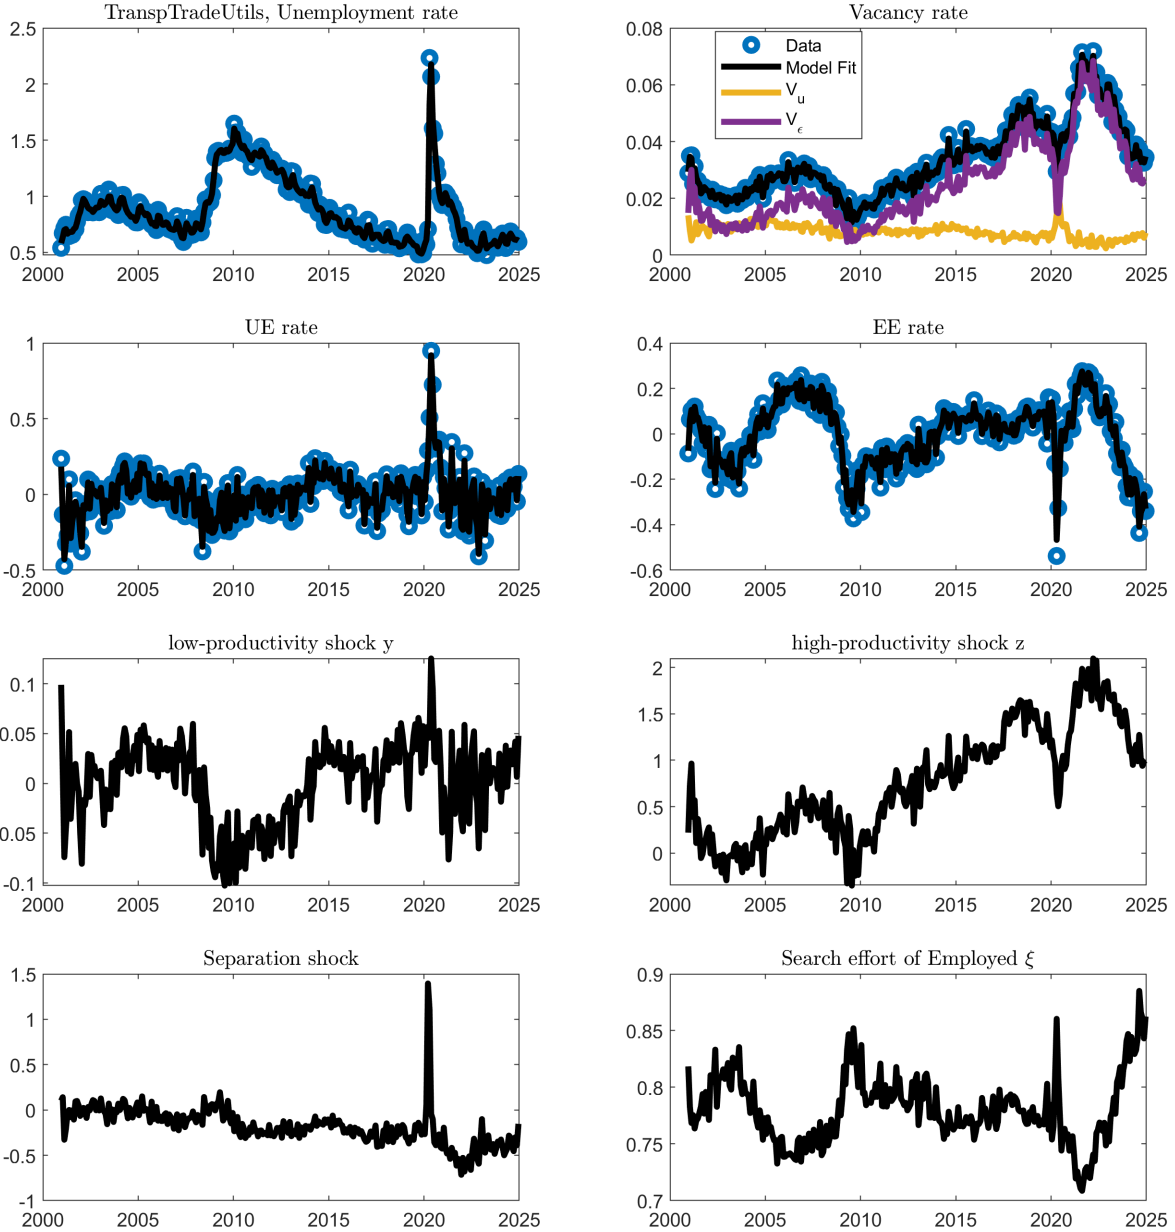 TranspTradeUtils, Unemployment rate
2.5
2
1.5
1
0.5
2000 2005 2010 2015 2020 2025
Vacancy rate
0.08
0.06
0.04
0.02
0
2000 2005 2010 2015 2020 2025
Data
Model Fit
V_u
V_ϵ
UE rate
1
0.5
0
-0.5
2000 2005 2010 2015 2020 2025
EE rate
0.4
0.2
0
-0.2
-0.4
-0.6
2000 2005 2010 2015 2020 2025
low-productivity shock y
0.1
0.05
0
0.05
-0.1
2000 2005 2010 2015 2020 2025
high-productivity shock z
2
1.5
1
0.5
0
2000 2005 2010 2015 2020 2025
Separation shock
1.5
1
0.5
0
-0.5
-1
2000 2005 2010 2015 2020 2025
Search effort of Employed ξ
0.9
0.85
0.8
0.75
0.7
2000 2005 2010 2015 2020 2025